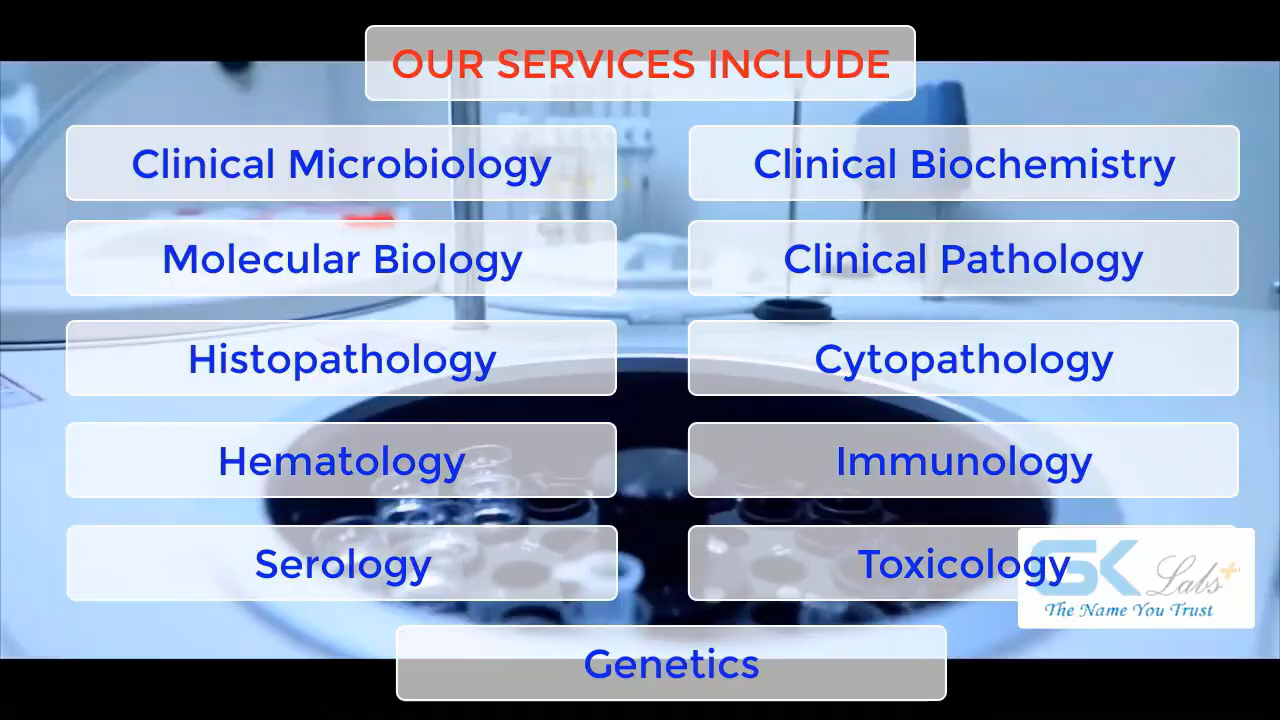 OUR SERVICES INCLUDE
Clinical Microbiology
Clinical Biochemistry
Molecular Biology
Clinical Pathology
Histopathology
Cytopathology
Hematology
Immunology
Serology
Toxicology
SK Labs+
The Name You Trust
Genetics